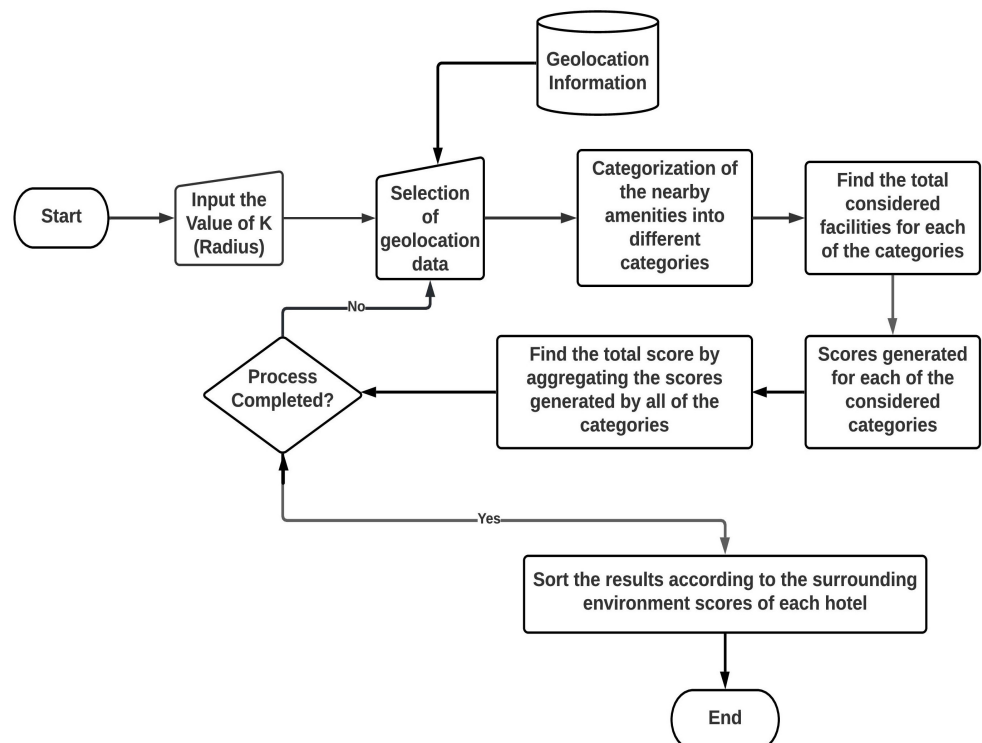 Geolocation
Information
Start
Input the
Value of K
(Radius)
Selection
of
geolocation
data
Categorization of
the nearby
amenities into
different
categories
Find the total
considered
facilities for each
of the categories
No
Process
Completed?
Find the total score by
aggregating the scores
generated by all of the
categories
Scores generated
for each of the
considered
categories
Yes
Sort the results according to the surrounding
environment scores of each hotel
End